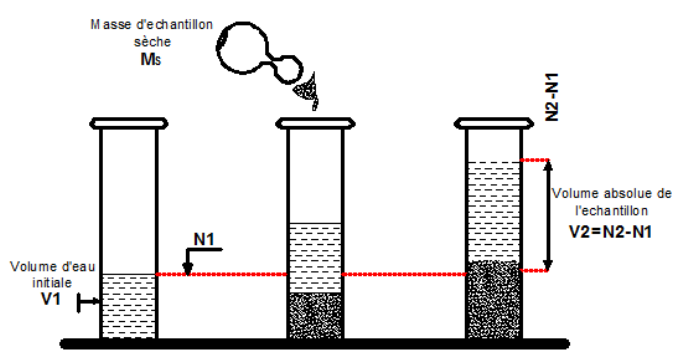 Masse d'echantillon
sèche
Ms
N2-N1
Volume absolue de
l'echantillon
V2=N2-N1
N1
Volume d'eau
initiale
V1